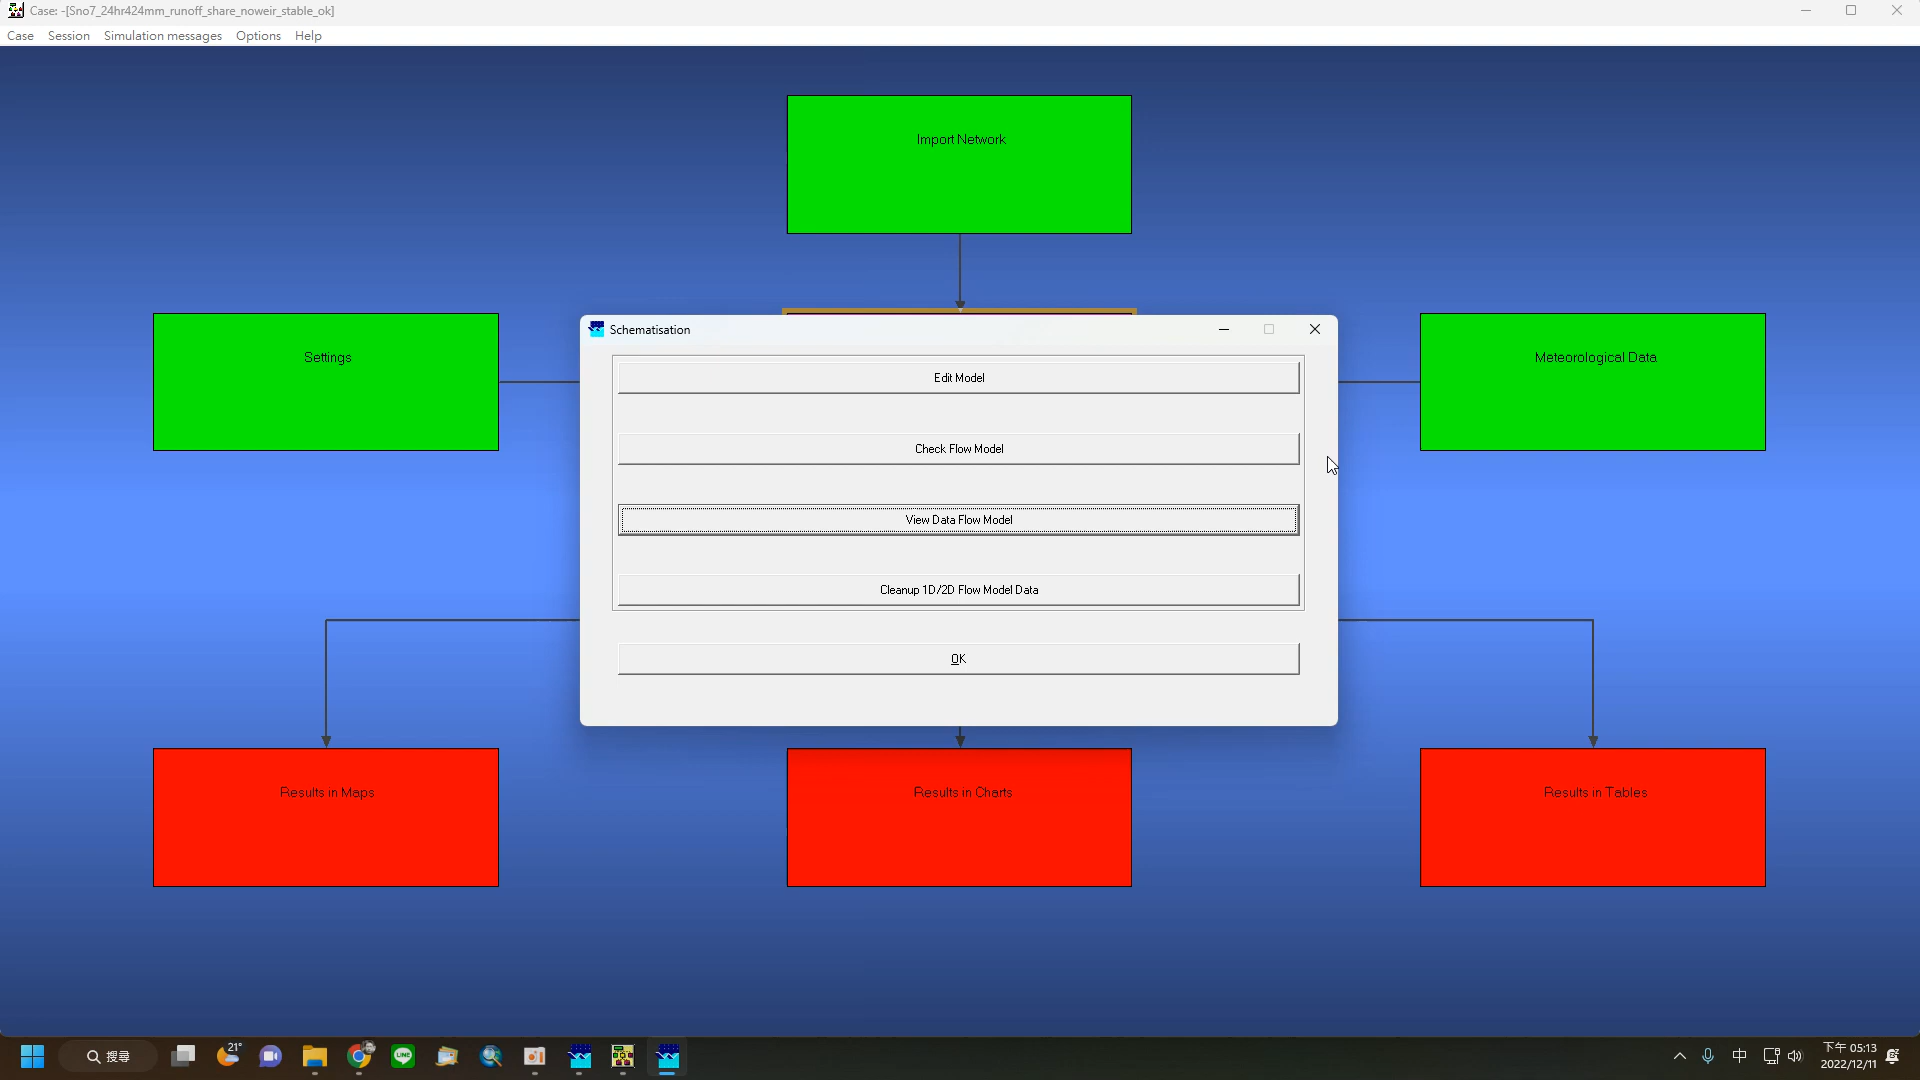 Case: -[Sno7_24hr424mm_runoff_share_noweir_stable_ok]
Case Session Simulation messages Options Help
Import Network
Settings
Meteorological Data
Schematisation
Edit Model
Check Flow Model
View Data Flow Model
Cleanup 1D/2D Flow Model Data
OK
Results in Maps
Results in Charts
Results in Tables
搜尋
21°
LINE
中
下午 05:13
2022/12/11